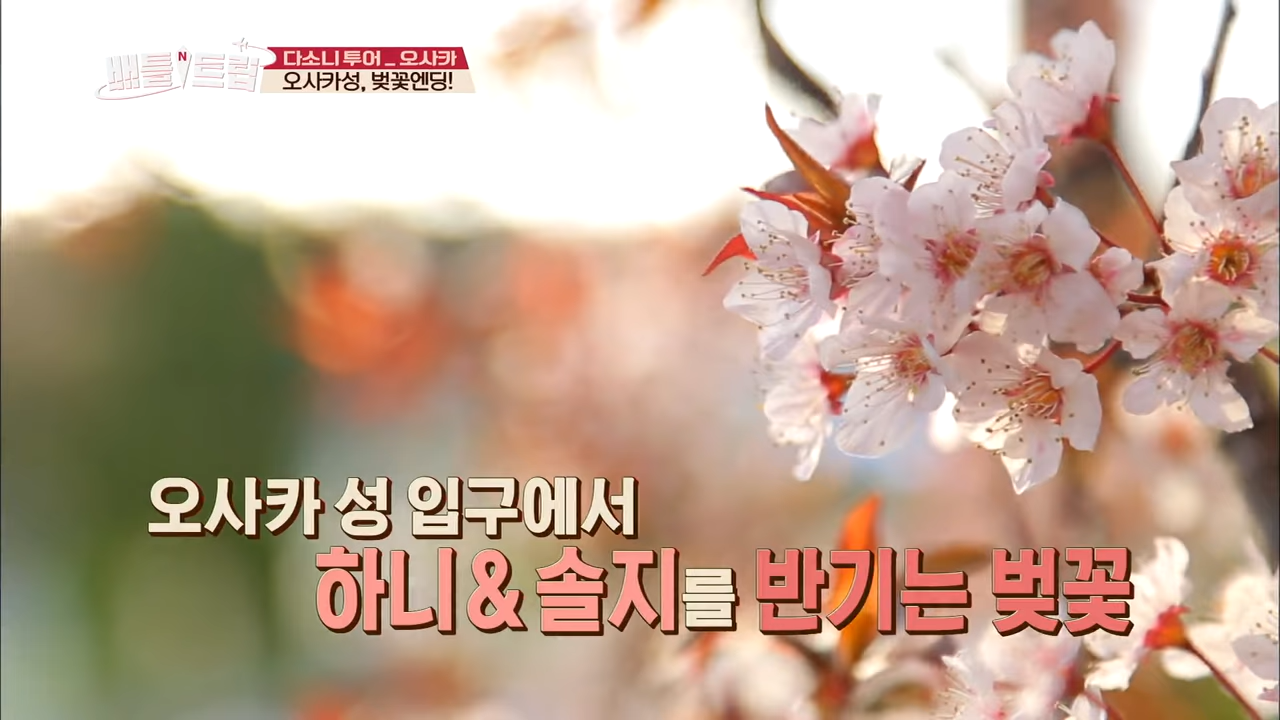 배틀N트립
다소니 투어 _ 오사카
오사카성, 벚꽃엔딩!
오사카 성 입구에서
하니 & 솔지를 반기는 벚꽃